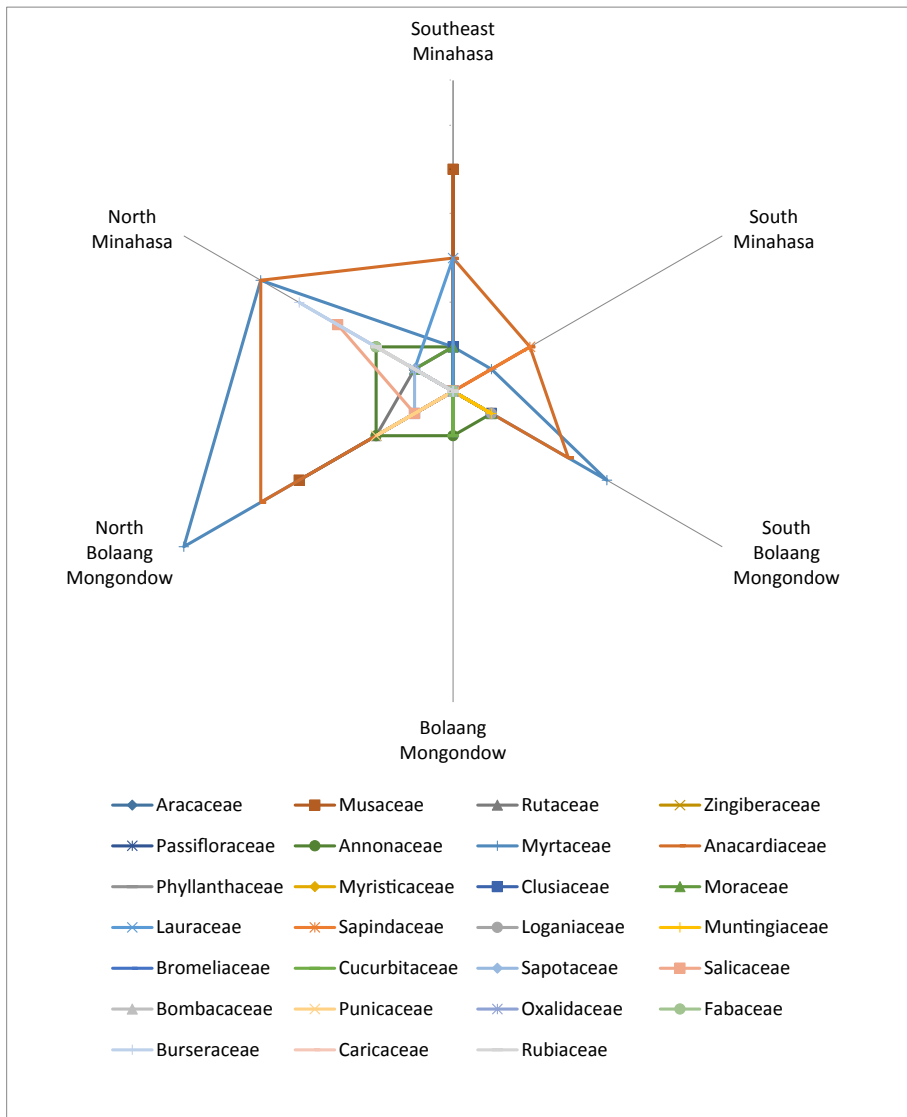 Southeast
Minahasa
North
Minahasa
South
Minahasa
North
Bolaang
Mongondow
South
Bolaang
Mongondow
Bolaang
Mongondow
Aracaceae
Musaceae
Rutaceae
Zingiberaceae
Passifloraceae
Annonaceae
Myrtaceae
Anacardiaceae
Phyllanthaceae
Myristicaceae
Clusiaceae
Moraceae
Lauraceae
Sapindaceae
Loganiaceae
Muntingiaceae
Bromeliaceae
Cucurbitaceae
Sapotaceae
Salicaceae
Bombacaceae
Punicaceae
Oxalidaceae
Fabaceae
Burseraceae
Caricaceae
Rubiaceae